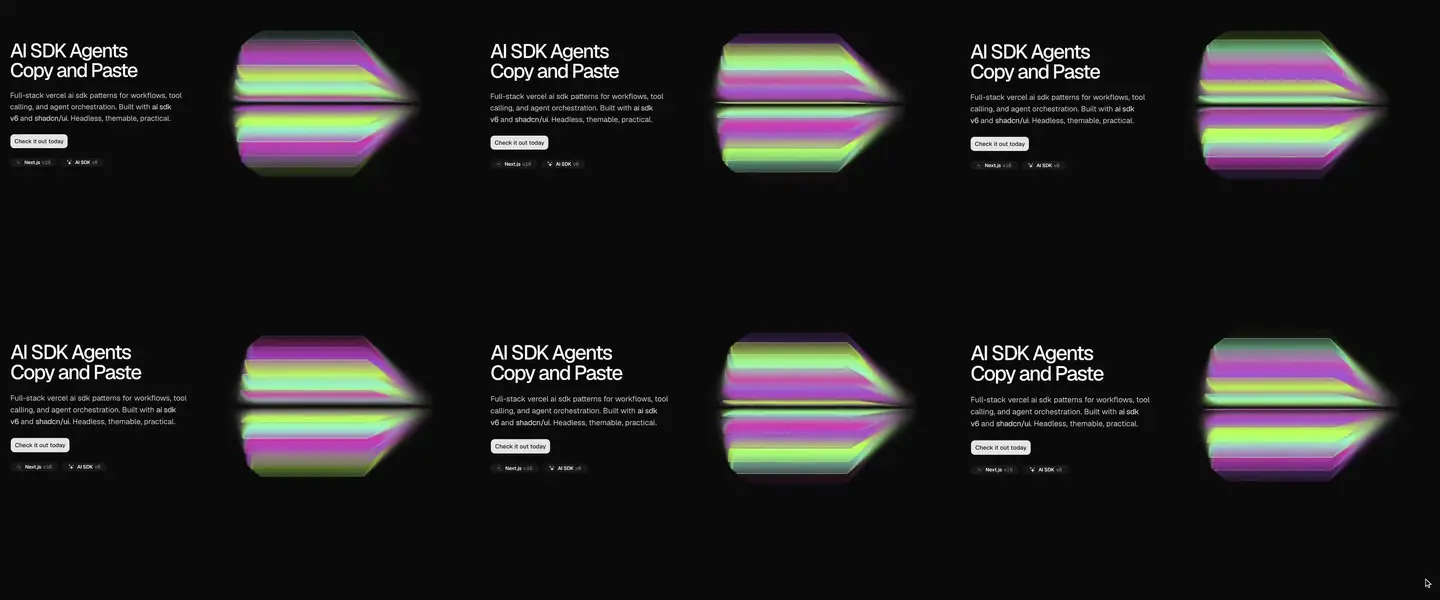 AI SDK Agents
Copy and Paste
Full-stack vercel ai sdk patterns for workflows, tool
calling, and agent orchestration. Built with ai sdk
v6 and shadcn/ui. Headless, themable, practical.
Check it out today
Next.js v16 AI SDK v6
AI SDK Agents
Copy and Paste
Full-stack vercel ai sdk patterns for workflows, tool
calling, and agent orchestration. Built with ai sdk
v6 and shadcn/ui. Headless, themable, practical.
Check it out today
Next.js v16 AI SDK v6
AI SDK Agents
Copy and Paste
Full-stack vercel ai sdk patterns for workflows, tool
calling, and agent orchestration. Built with ai sdk
v6 and shadcn/ui. Headless, themable, practical.
Check it out today
Next.js v16 AI SDK v6
AI SDK Agents
Copy and Paste
Full-stack vercel ai sdk patterns for workflows, tool
calling, and agent orchestration. Built with ai sdk
v6 and shadcn/ui. Headless, themable, practical.
Check it out today
Next.js v16 AI SDK v6
AI SDK Agents
Copy and Paste
Full-stack vercel ai sdk patterns for workflows, tool
calling, and agent orchestration. Built with ai sdk
v6 and shadcn/ui. Headless, themable, practical.
Check it out today
Next.js v16 AI SDK v6
AI SDK Agents
Copy and Paste
Full-stack vercel ai sdk patterns for workflows, tool
calling, and agent orchestration. Built with ai sdk
v6 and shadcn/ui. Headless, themable, practical.
Check it out today
Next.js v16 AI SDK v6